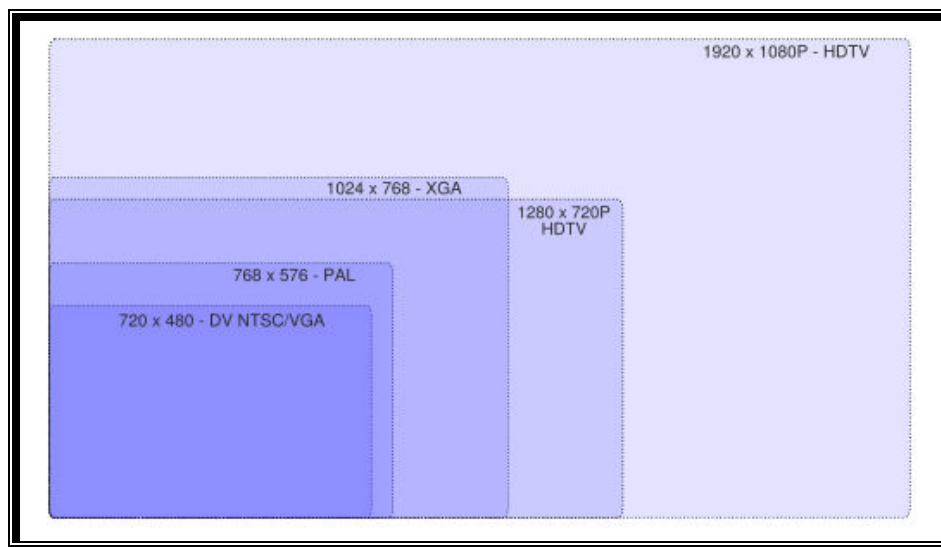 1920 x 1080P - HDTV
1024 x 768 - XGA
1280 x 720P
HDTV
768 x 576 - PAL
720 x 480 - DV NTSC/VGA